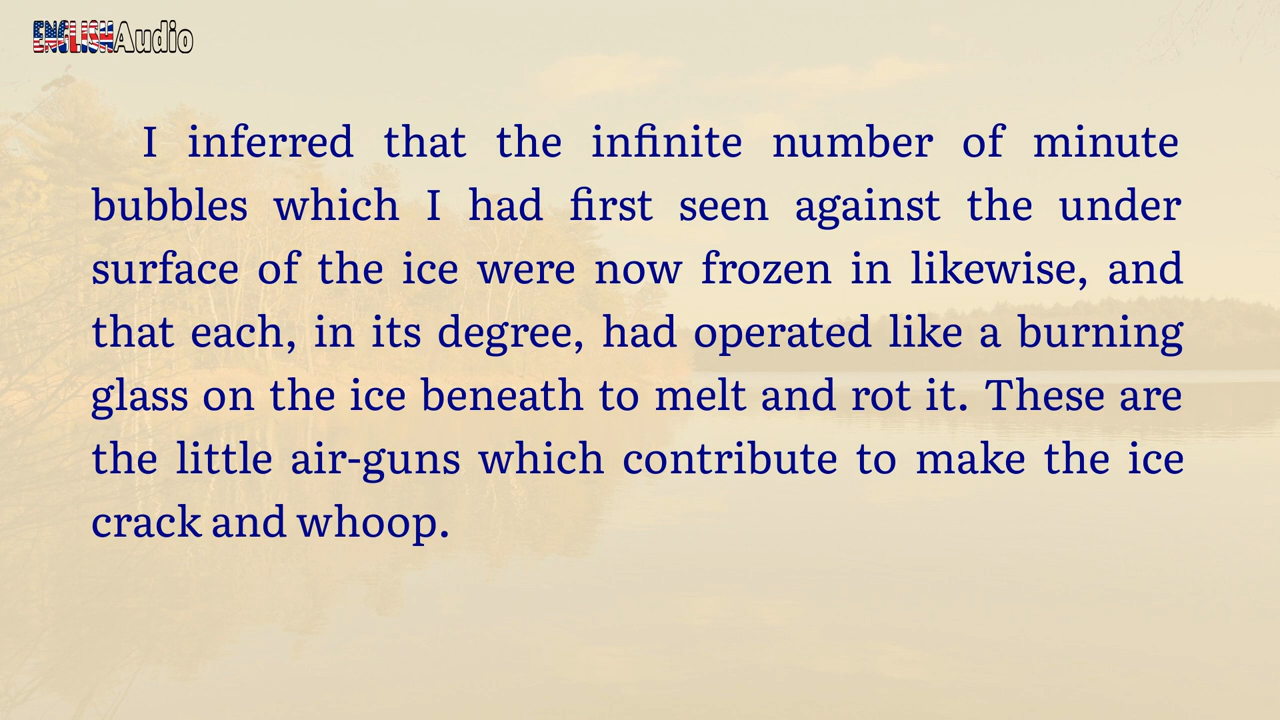 ENGLISHAudio
I inferred that the infinite number of minute
bubbles which I had first seen against the under
surface of the ice were now frozen in likewise, and
that each, in its degree, had operated like a burning
glass on the ice beneath to melt and rot it. These are
the little air-guns which contribute to make the ice
crack and whoop.